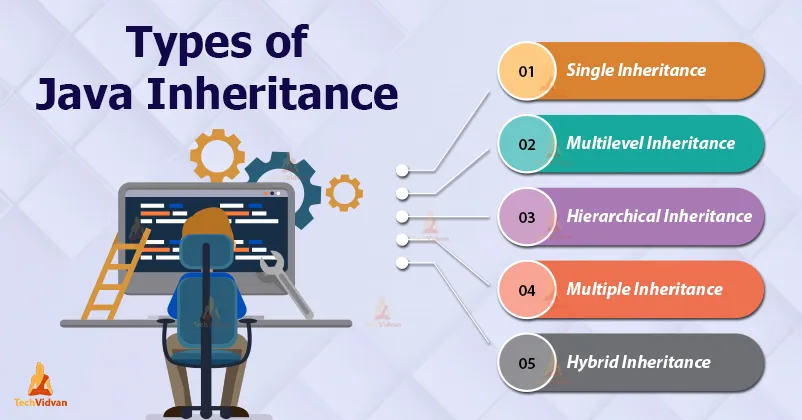 Types of
Java Inheritance
01
Single Inheritance
02
Multilevel Inheritance
03
Hierarchical Inheritance
04
Multiple Inheritance
05
Hybrid Inheritance
TechVidvan
TechVidvan